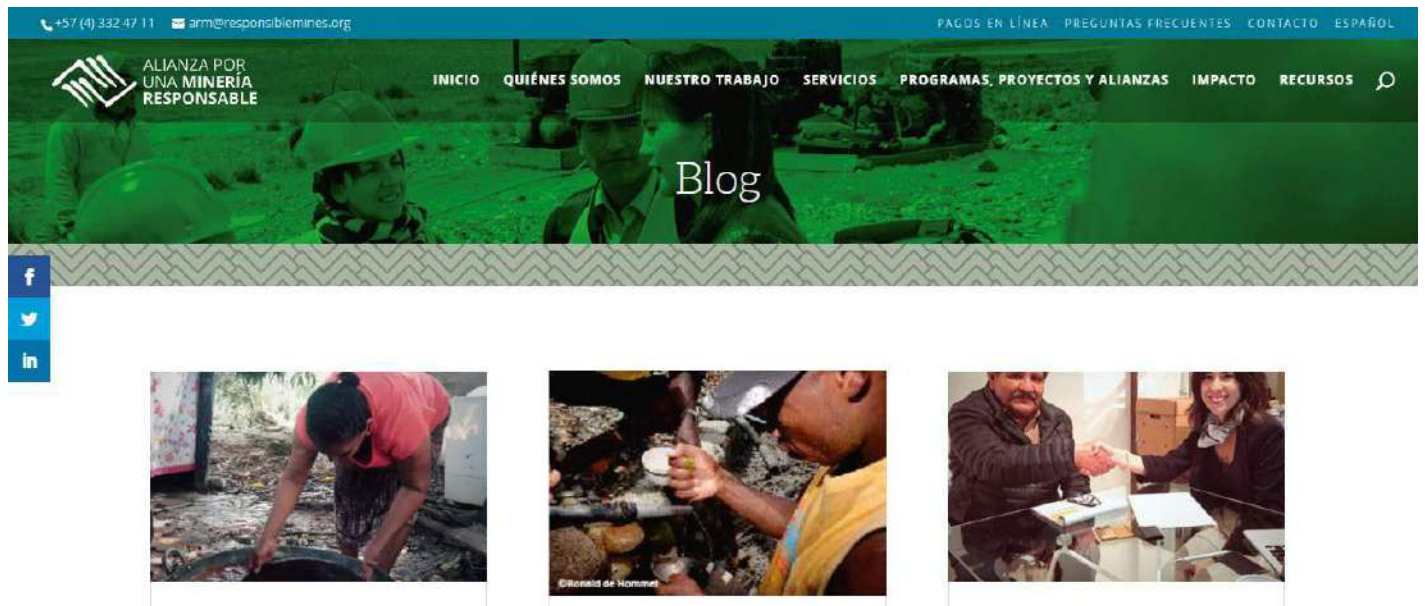 +57 (4) 332 47 11 arm@responsiblemines.org PAGOS EN LÍNEA PREGUNTAS FRECUENTES CONTACTO ESPAÑOL
ALIANZA POR
UNA MINERÍA
RESPONSABLE
INICIO QUIÉNES SOMOS NUESTRO TRABAJO SERVICIOS PROGRAMAS, PROYECTOS Y ALIANZAS IMPACTO RECURSOS
Blog
f
in
©Ronald de Hommel